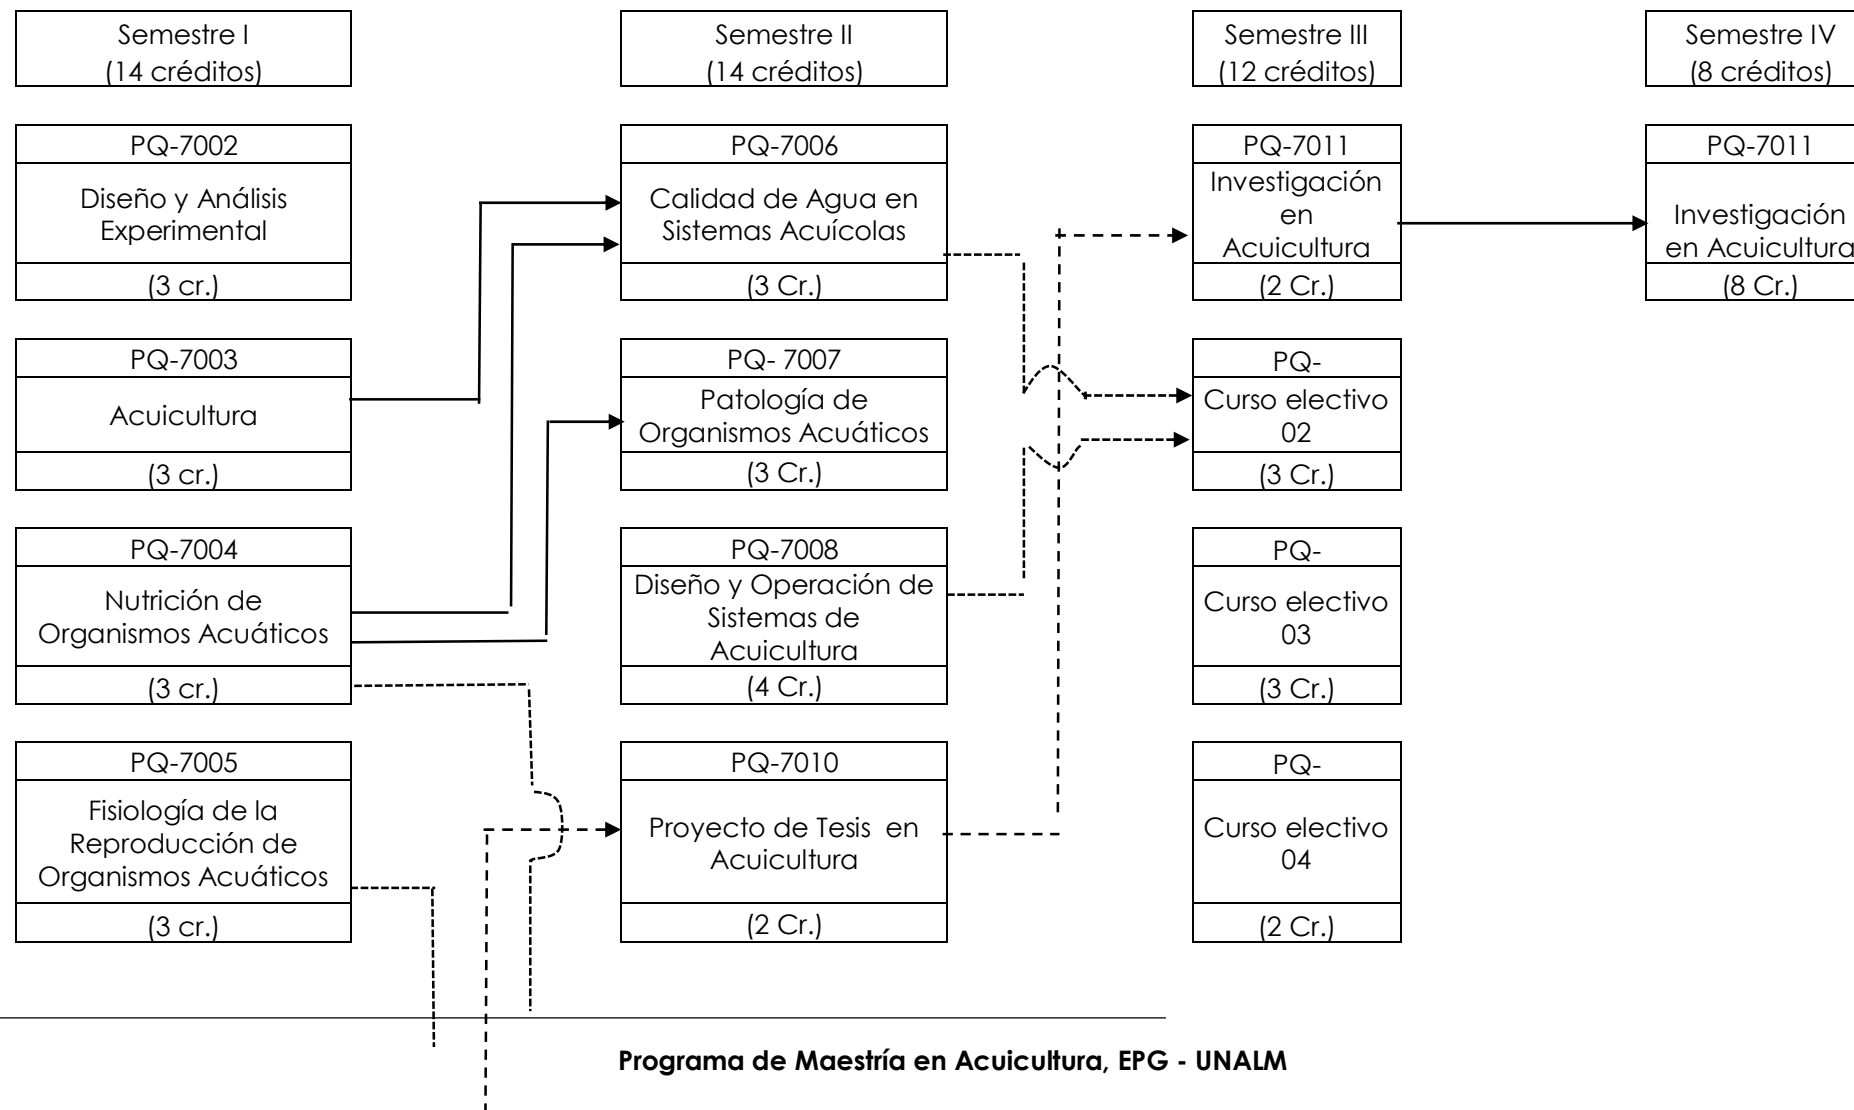 Semestre I
(14 créditos)
Semestre II
(14 créditos)
Semestre III
(12 créditos)
Semestre IV
(8 créditos)
PQ-7002
Diseño y Análisis
Experimental
(3 cr.)
PQ-7006
Calidad de Agua en
Sistemas Acuícolas
(3 Cr.)
PQ-7011
Investigación
en
Acuicultura
(2 Cr.)
PQ-7011
Investigación
en Acuicultura
(8 Cr.)
PQ-7003
Acuicultura
(3 cr.)
PQ- 7007
Patología de
Organismos Acuáticos
(3 Cr.)
PQ-
Curso electivo
02
(3 Cr.)
PQ-7004
Nutrición de
Organismos Acuáticos
(3 cr.)
PQ-7008
Diseño y Operación de
Sistemas de
Acuicultura
(4 Cr.)
PQ-
Curso electivo
03
(3 Cr.)
PQ-7005
Fisiología de la
Reproducción de
Organismos Acuáticos
(3 cr.)
PQ-7010
Proyecto de Tesis en
Acuicultura
(2 Cr.)
PQ-
Curso electivo
04
(2 Cr.)
Programa de Maestría en Acuicultura, EPG - UNALM